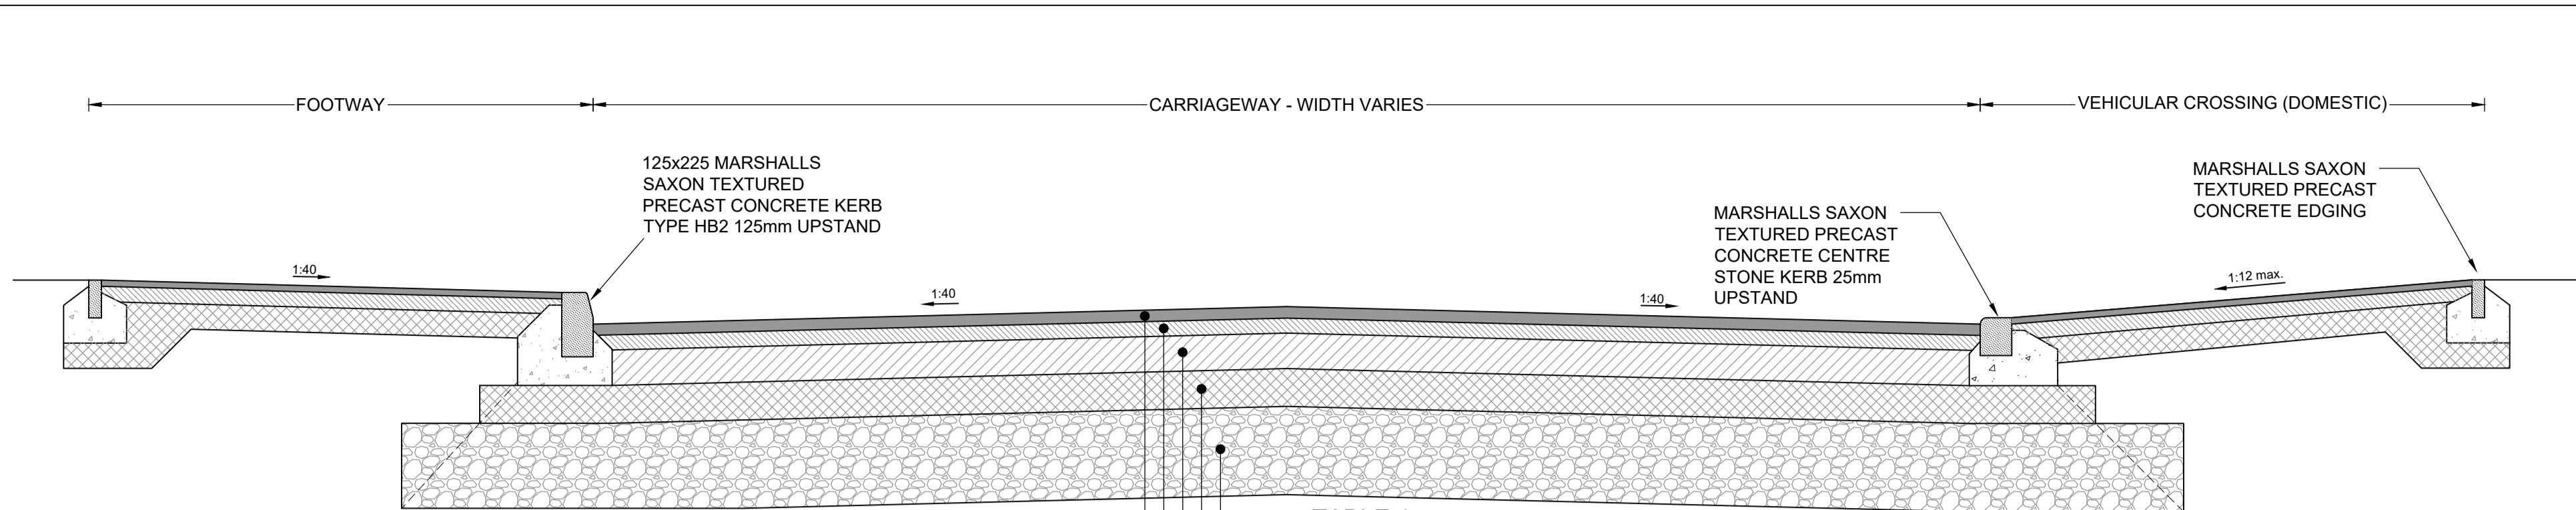 FOOTWAY
CARRIAGEWAY - WIDTH VARIES
VEHICULAR CROSSING (DOMESTIC)
125x225 MARSHALLS
SAXON TEXTURED
PRECAST CONCRETE KERB
TYPE HB2 125mm UPSTAND
MARSHALLS SAXON
TEXTURED PRECAST
CONCRETE CENTRE
STONE KERB 25mm
UPSTAND
MARSHALLS SAXON
TEXTURED PRECAST
CONCRETE EDGING
1:40
1:40
1:40
1:12 max.